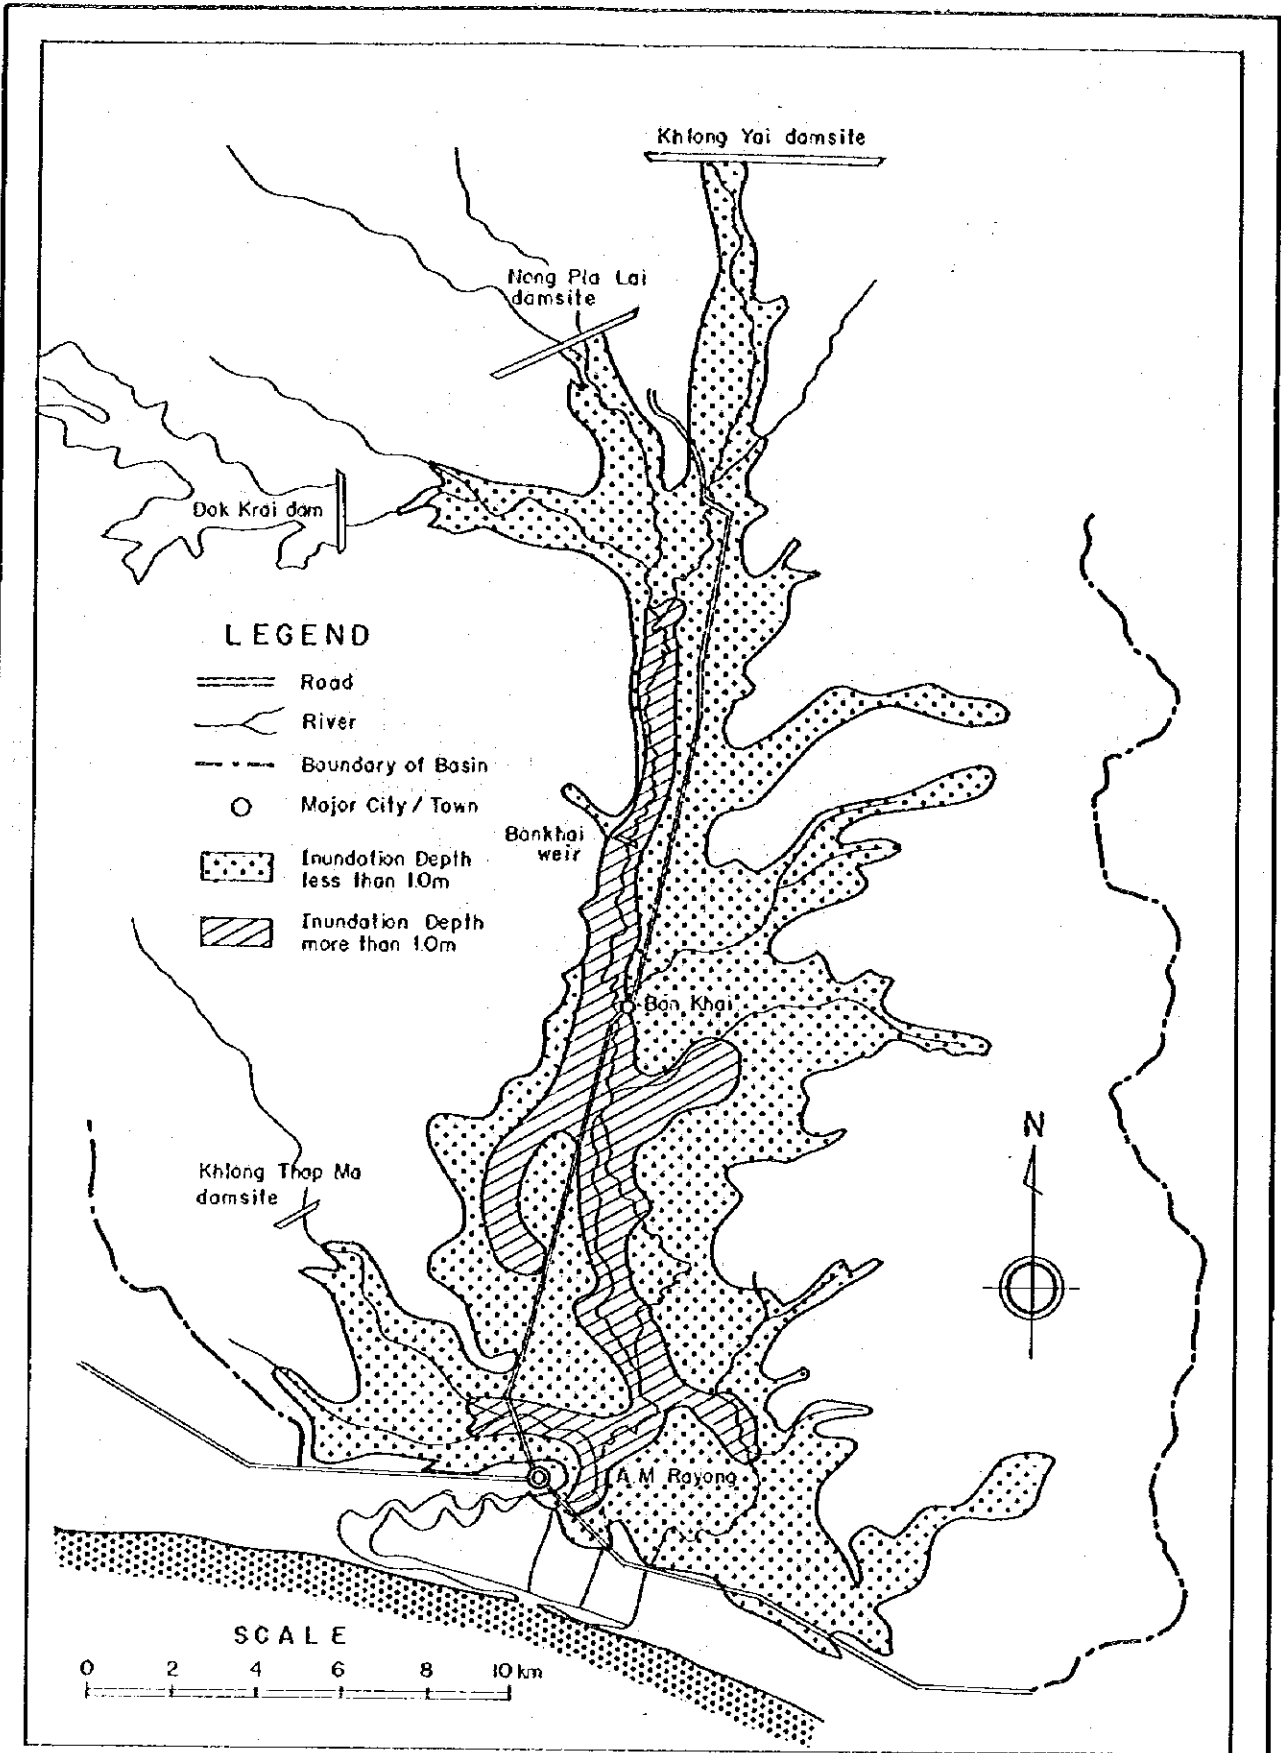 Khlong Yai damsite
Nong Pla Lai
damsite
Dok Krai dam
LEGEND
Road
River
Boundary of Basin
Major City / Town
Inundation Depth
less than 1.0m
Inundation Depth
more than 1.0m
Bankhai
weir
Ban Khai
N
Khlong Thap Ma
damsite
A.M Rayong
SCALE
0 2 4 6 8 10 km